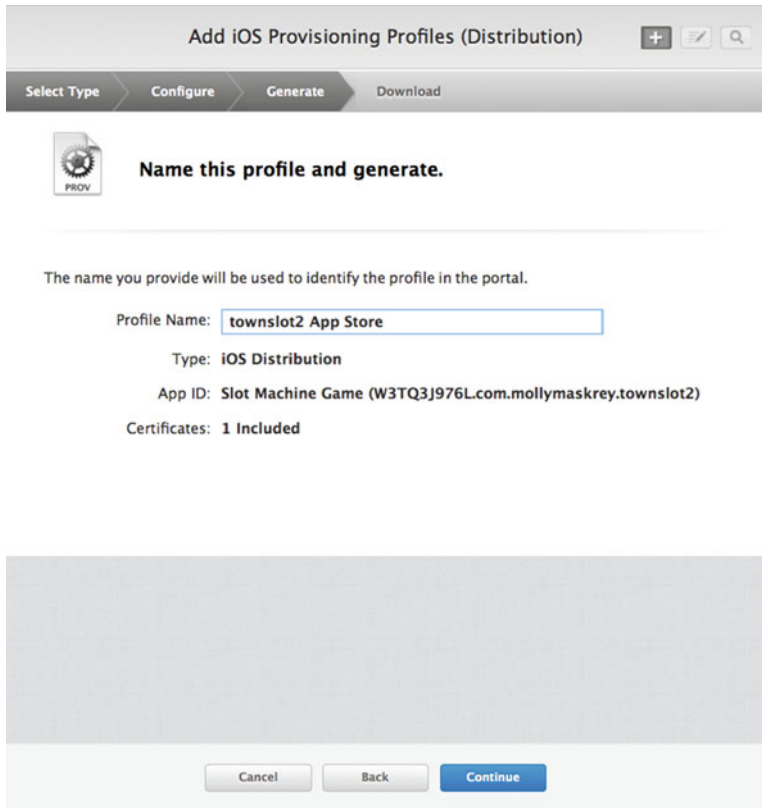 Add iOS Provisioning Profiles (Distribution)
Select Type
Configure
Generate
Download
PROV
Name this profile and generate.
The name you provide will be used to identify the profile in the portal.
Profile Name: townslot2 App Store
Type: iOS Distribution
App ID: Slot Machine Game (W3TQ3J976L.com.mollymaskrey.townslot2)
Certificates: 1 Included
Cancel
Back
Continue